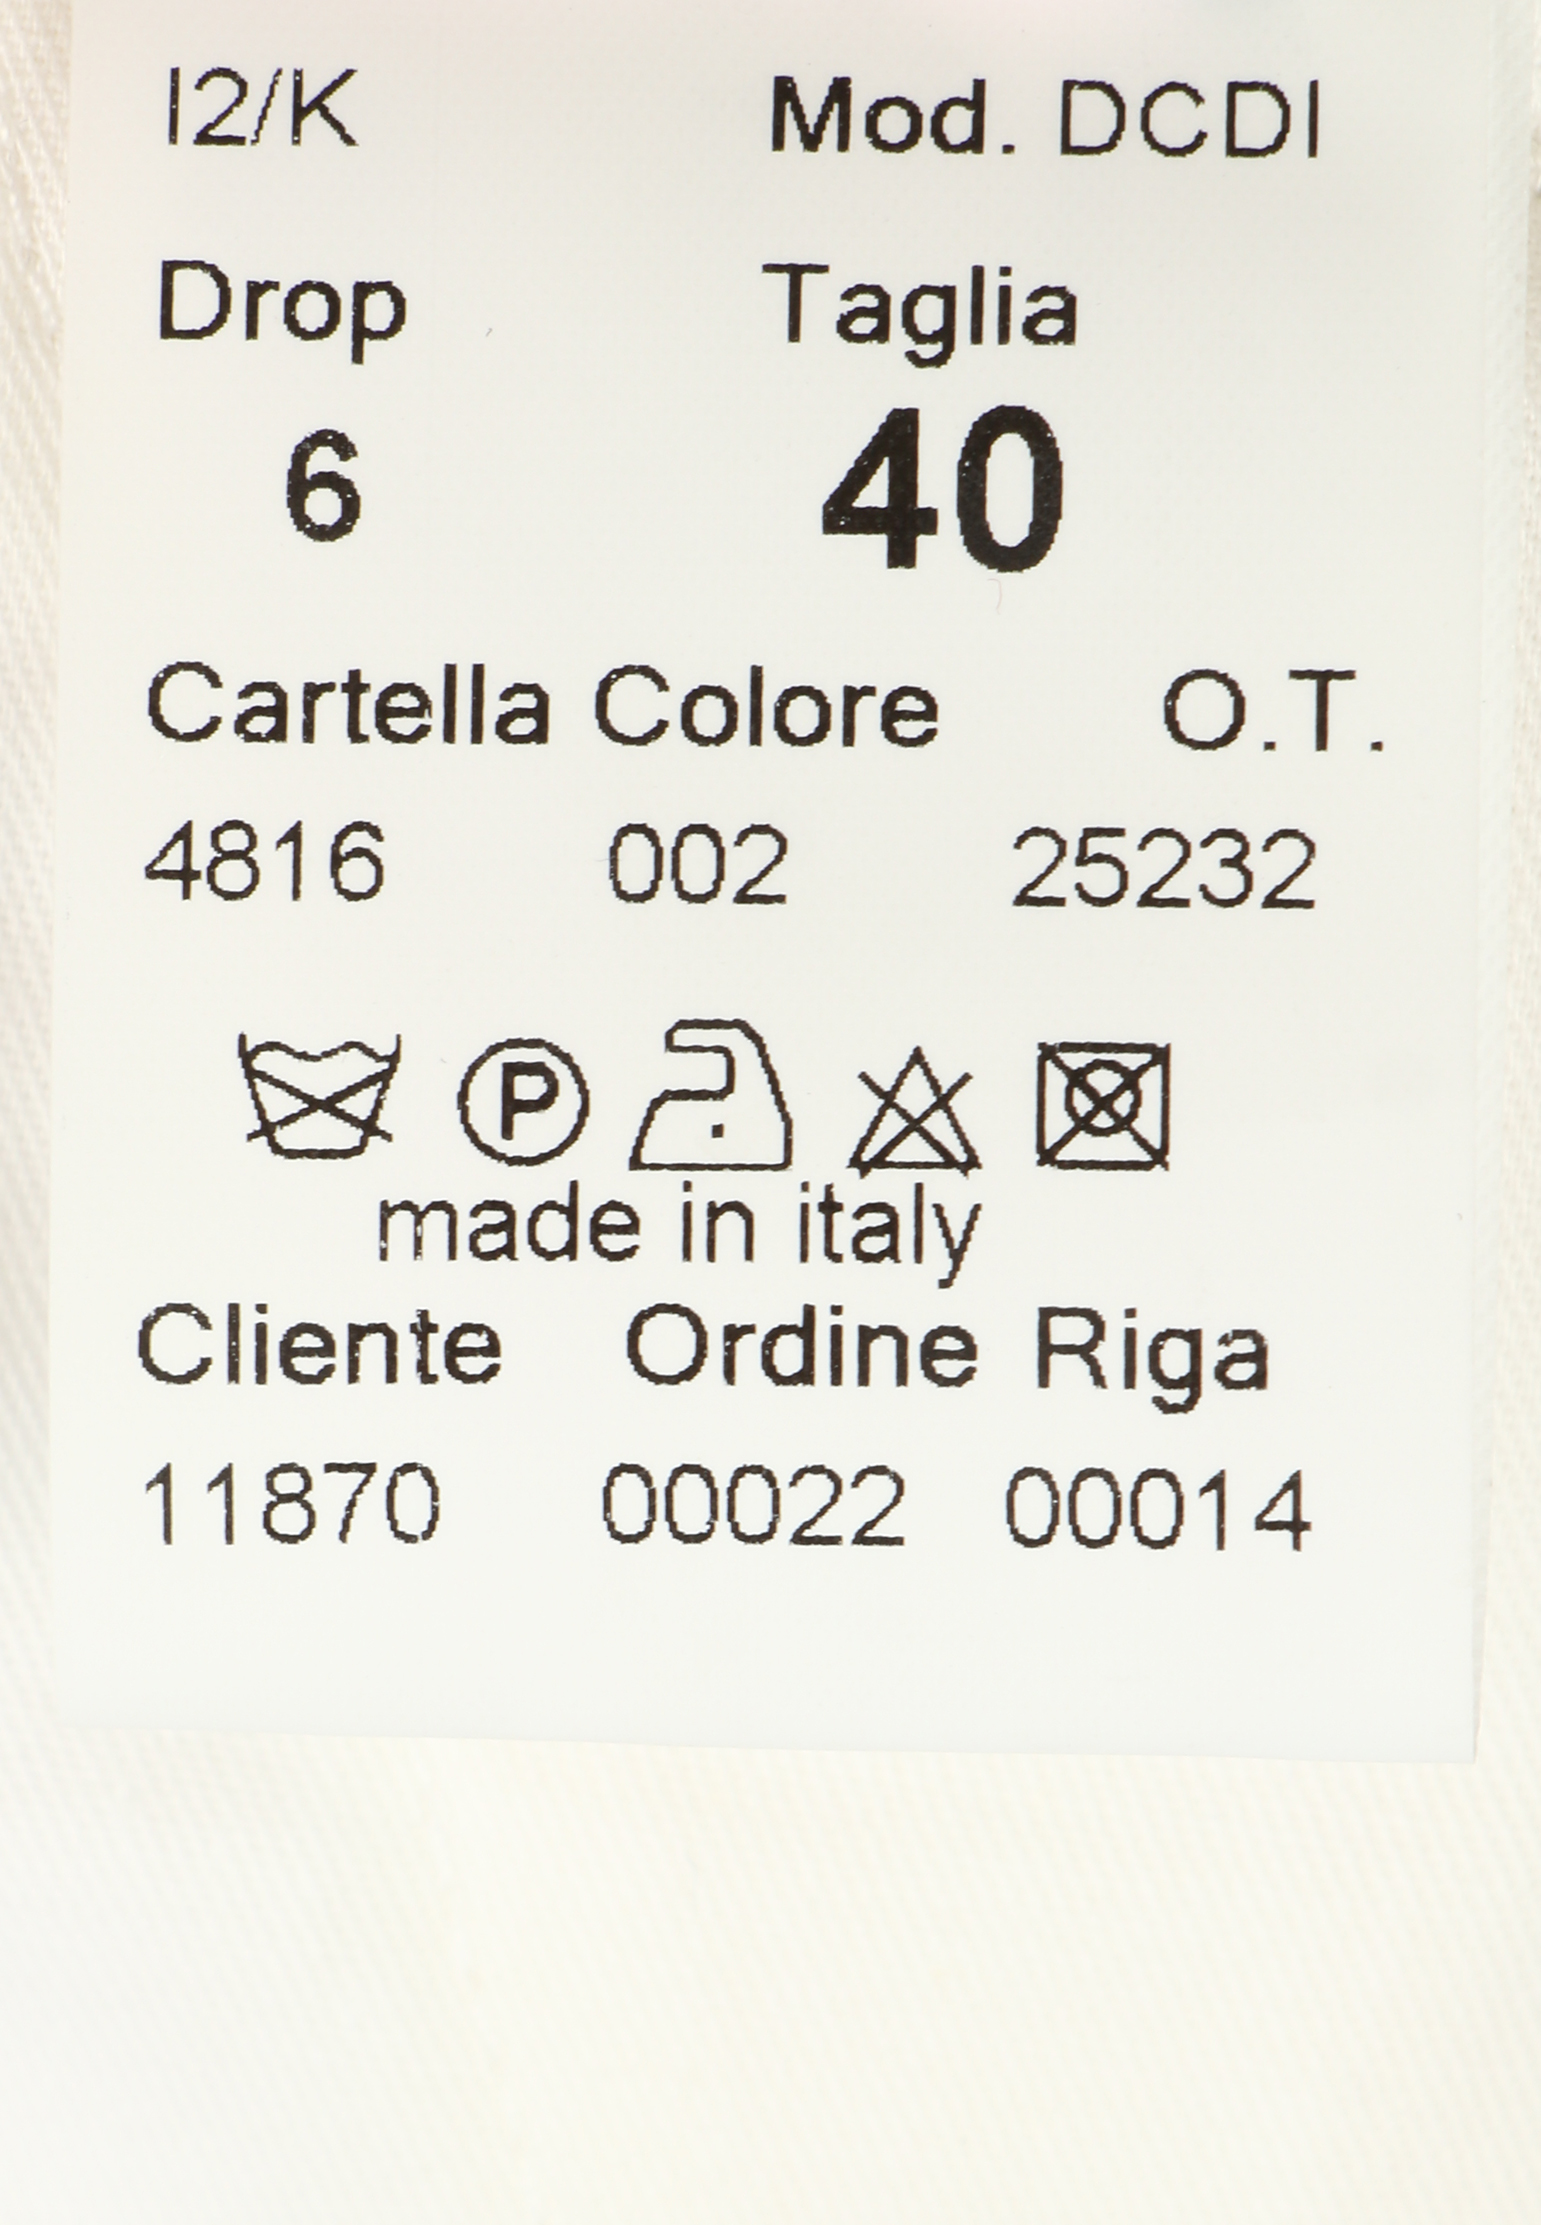 I2/K Mod. DCDI
Drop Taglia
6 40
Cartella Colore O.T.
4816 002 25232
P
made in italy
Cliente Ordine Riga
11870 00022 00014